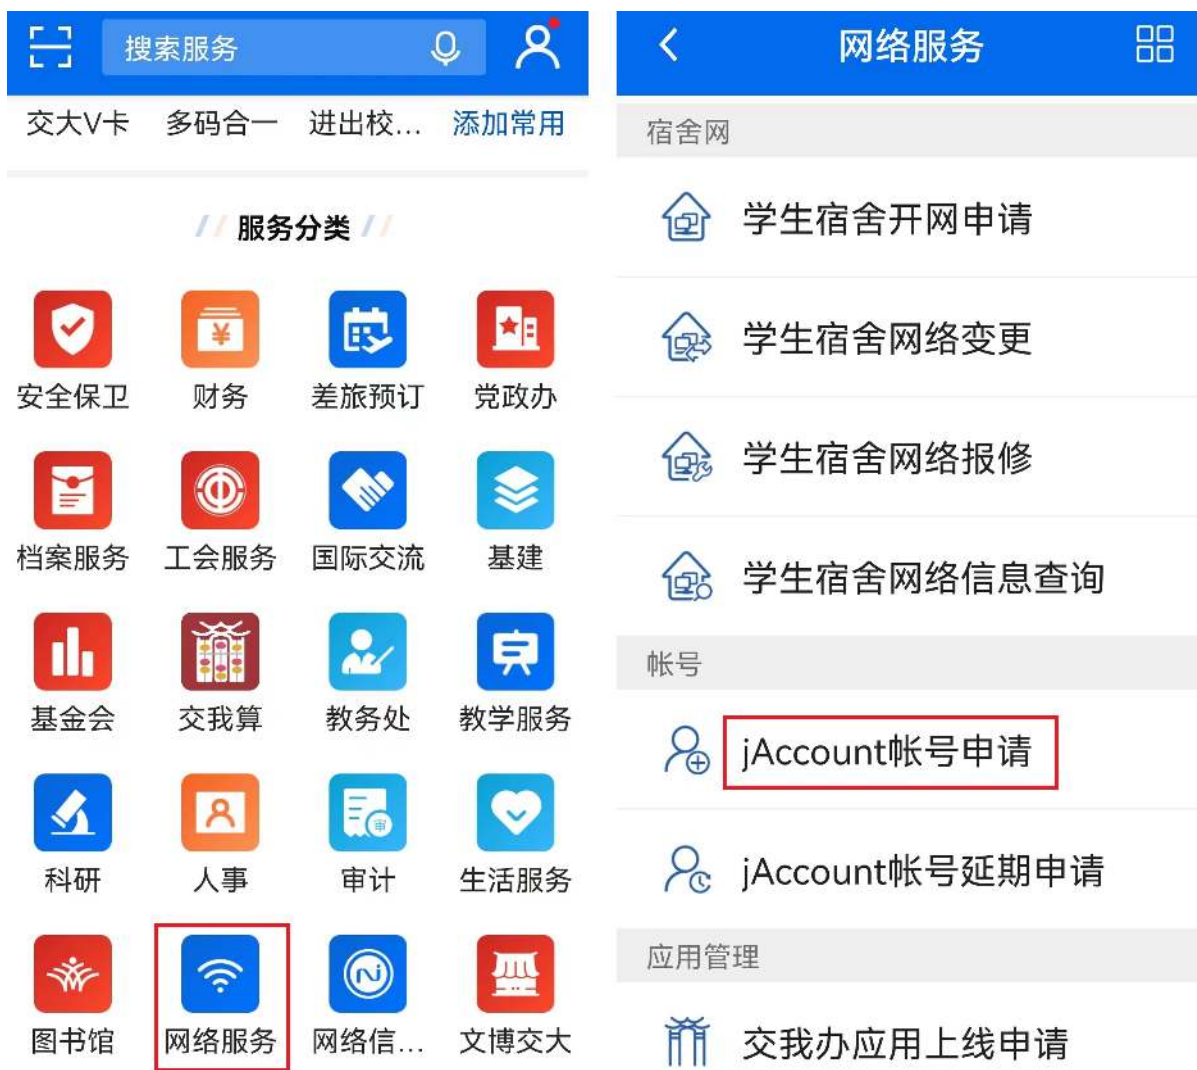 搜索服务
交大V卡 多码合一 进出校... 添加常用
服务分类
安全保卫 财务 差旅预订 党政办
档案服务 工会服务 国际交流 基建
基金会 交我算 教务处 教学服务
审
科研 人事 审计 生活服务
图书馆 网络服务 网络信... 文博交大
网络服务
宿舍网
学生宿舍开网申请
学生宿舍网络变更
学生宿舍网络报修
学生宿舍网络信息查询
帐号
jAccount帐号申请
jAccount帐号延期申请
应用管理
交我办应用上线申请